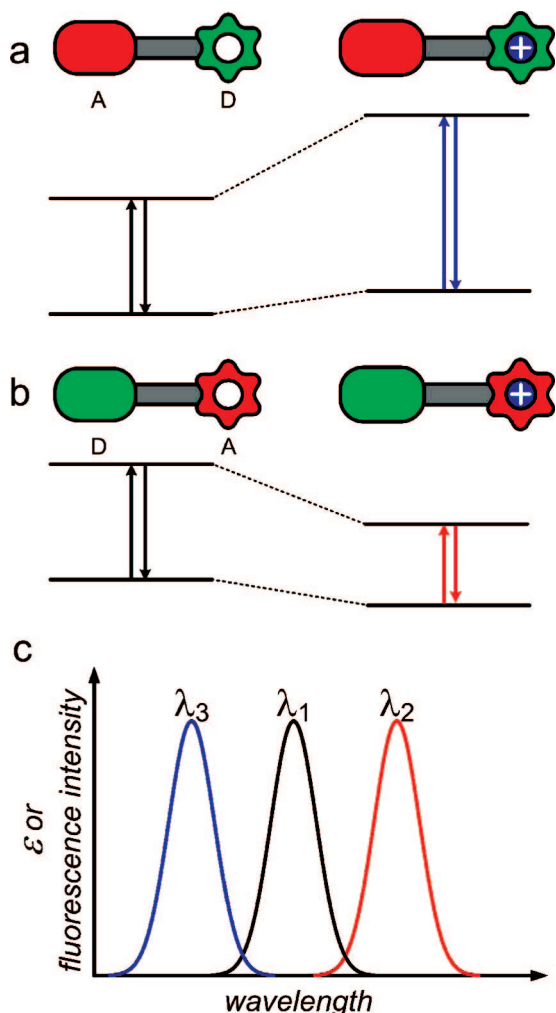 a
A D
+
b
D A
+
c
λ3 λ1 λ2
ε or
fluorescence intensity
wavelength